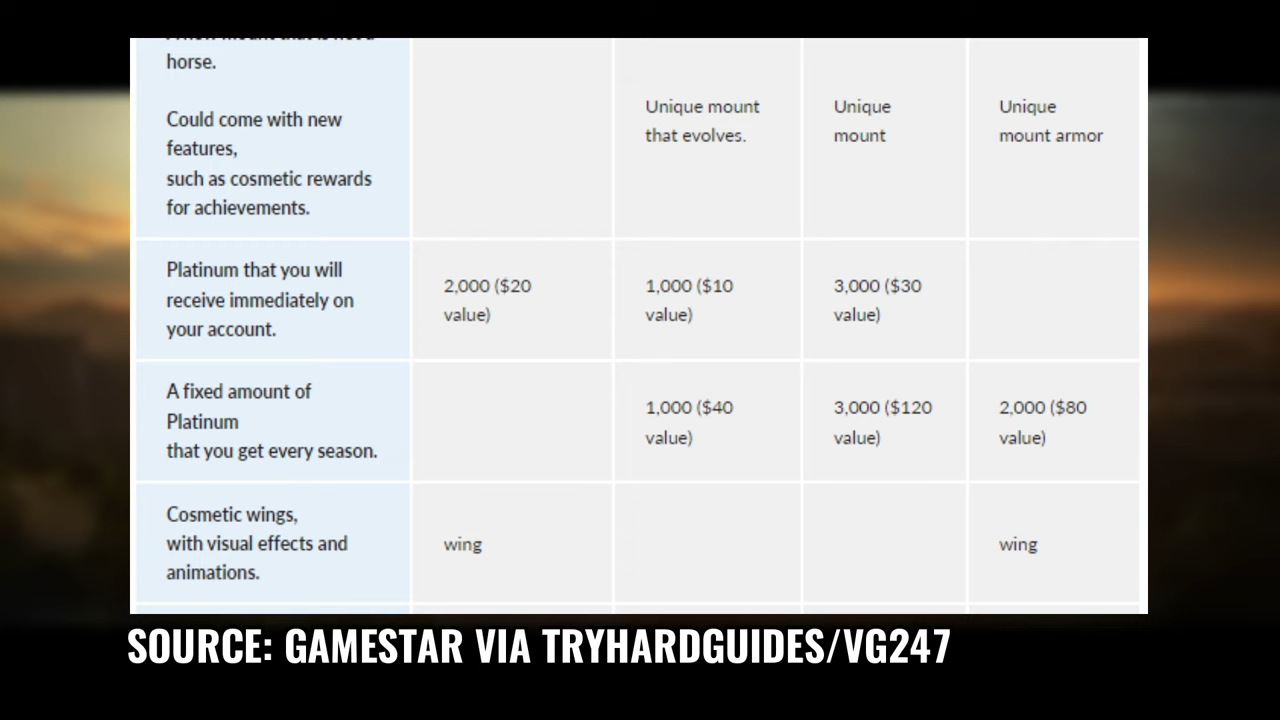 horse.
Could come with new
features,
such as cosmetic rewards
for achievements.
Unique mount
that evolves.
Unique
mount
Unique
mount armor
Platinum that you will
receive immediately on
your account.
2,000 ($20
value)
1,000 ($10
value)
3,000 ($30
value)
A fixed amount of
Platinum
that you get every season.
1,000 ($40
value)
3,000 ($120
value)
2,000 ($80
value)
Cosmetic wings,
with visual effects and
animations.
wing
wing
SOURCE: GAMESTAR VIA TRYHARDGUIDES/VG247